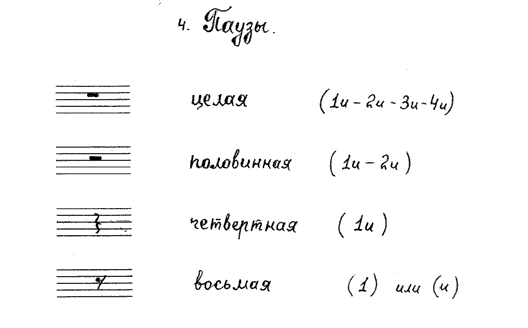 4. Паузы.
целая (1и-2и-3и-4и)
половинная (1и-2и)
четвертная (1и)
восьмая (1) или (и)